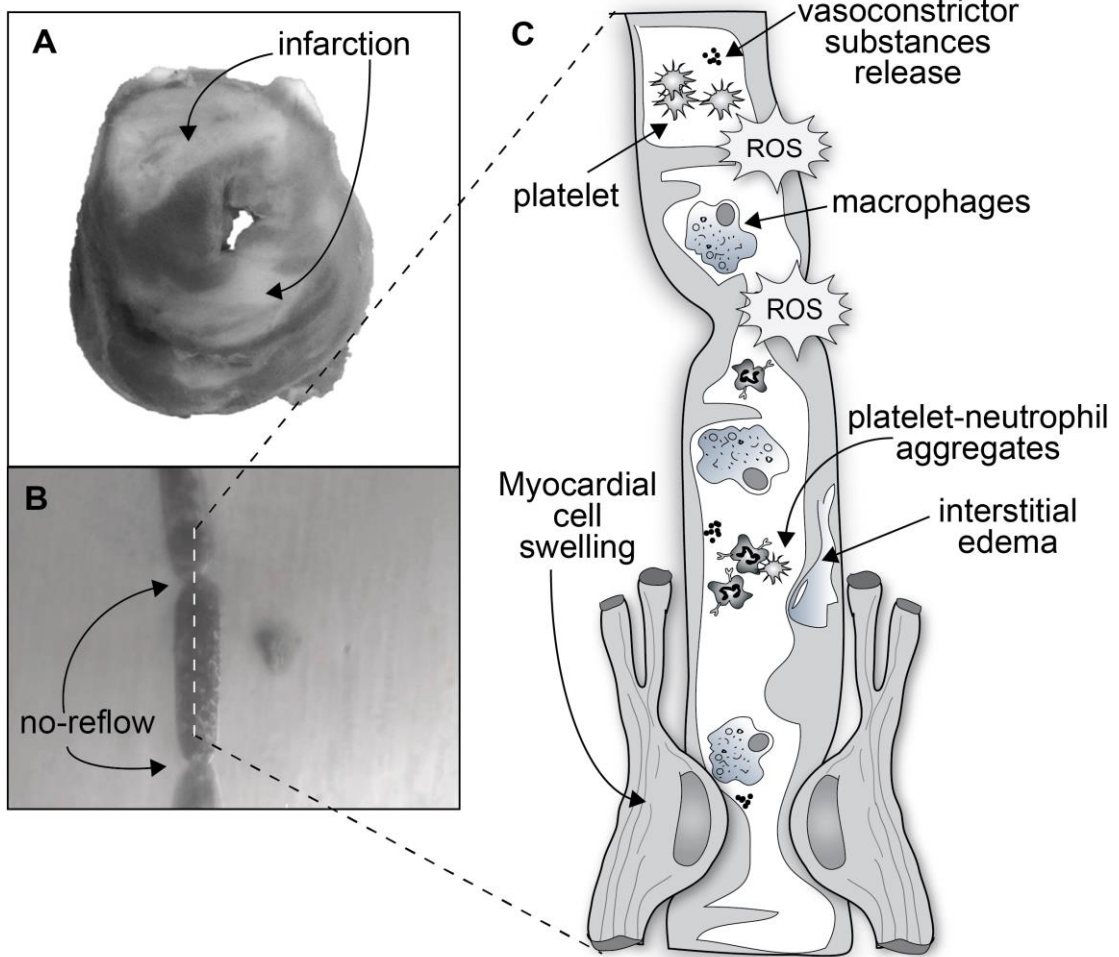 A
infarction
B
no-reflow
C
vasoconstrictor
substances
release
ROS
platelet
macrophages
ROS
platelet-neutrophil
aggregates
Myocardial
cell
swelling
interstitial
edema